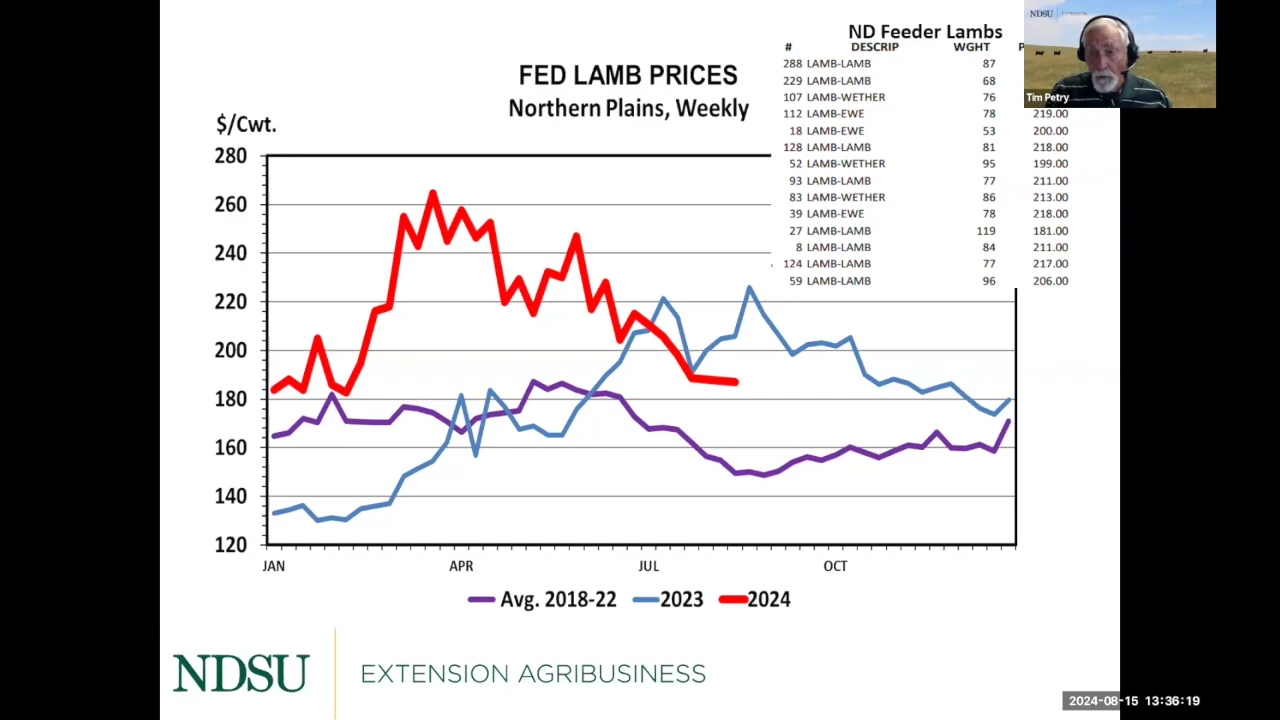 NDSU EXTENSION
Tim Petry
ND Feeder Lambs
# DESCRIP WGHT P
288 LAMB-LAMB 87
229 LAMB-LAMB 68
107 LAMB-WETHER 76
112 LAMB-EWE 78 219.00
18 LAMB-EWE 53 200.00
128 LAMB-LAMB 81 218.00
52 LAMB-WETHER 95 199.00
93 LAMB-LAMB 77 211.00
83 LAMB-WETHER 86 213.00
39 LAMB-EWE 78 218.00
27 LAMB-LAMB 119 181.00
8 LAMB-LAMB 84 211.00
124 LAMB-LAMB 77 217.00
59 LAMB-LAMB 96 206.00
FED LAMB PRICES
Northern Plains, Weekly
$/Cwt.
280
260
240
220
200
180
160
140
120
JAN APR JUL OCT
Avg. 2018-22 2023 2024
NDSU EXTENSION AGRIBUSINESS
2024-08-15 13:36:19